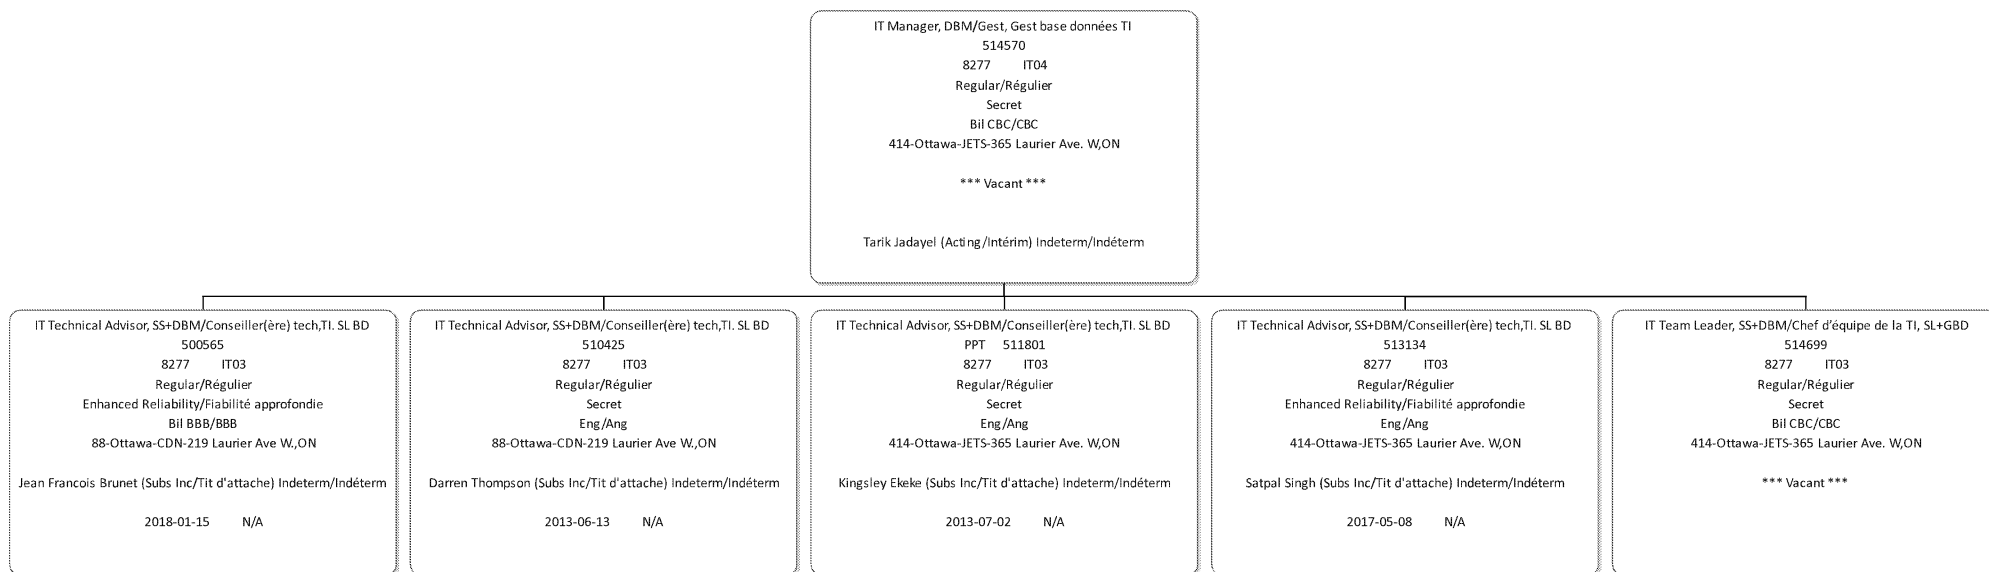 IT Manager, DBM/Gest, Gest base données TI
514570
8277 IT04
Regular/Régulier
Secret
Bil CBC/CBC
414-Ottawa-JETS-365 Laurier Ave. W,ON
*** Vacant ***
Tarik Jadayel (Acting/Intérim) Indeterm/Indéterm
IT Technical Advisor, SS+DBM/Conseiller(ère) tech,TI. SL BD
500565
8277 IT03
Regular/Régulier
Enhanced Reliability/Fiabilité approfondie
Bil BBB/BBB
88-Ottawa-CDN-219 Laurier Ave W.,ON
Jean Francois Brunet (Subs Inc/Tit d'attache) Indeterm/Indéterm
2018-01-15 N/A
IT Technical Advisor, SS+DBM/Conseiller(ère) tech,TI. SL BD
510425
8277 IT03
Regular/Régulier
Secret
Eng/Ang
88-Ottawa-CDN-219 Laurier Ave W.,ON
Darren Thompson (Subs Inc/Tit d'attache) Indeterm/Indéterm
2013-06-13 N/A
IT Technical Advisor, SS+DBM/Conseiller(ère) tech,TI. SL BD
PPT 511801
8277 IT03
Regular/Régulier
Secret
Eng/Ang
414-Ottawa-JETS-365 Laurier Ave. W,ON
Kingsley Ekeke (Subs Inc/Tit d'attache) Indeterm/Indéterm
2013-07-02 N/A
IT Technical Advisor, SS+DBM/Conseiller(ère) tech,TI. SL BD
513134
8277 IT03
Regular/Régulier
Enhanced Reliability/Fiabilité approfondie
Eng/Ang
414-Ottawa-JETS-365 Laurier Ave. W,ON
Satpal Singh (Subs Inc/Tit d'attache) Indeterm/Indéterm
2017-05-08 N/A
IT Team Leader, SS+DBM/Chef d'équipe de la TI, SL+GBD
514699
8277 IT03
Regular/Régulier
Secret
Bil CBC/CBC
414-Ottawa-JETS-365 Laurier Ave. W,ON
*** Vacant ***